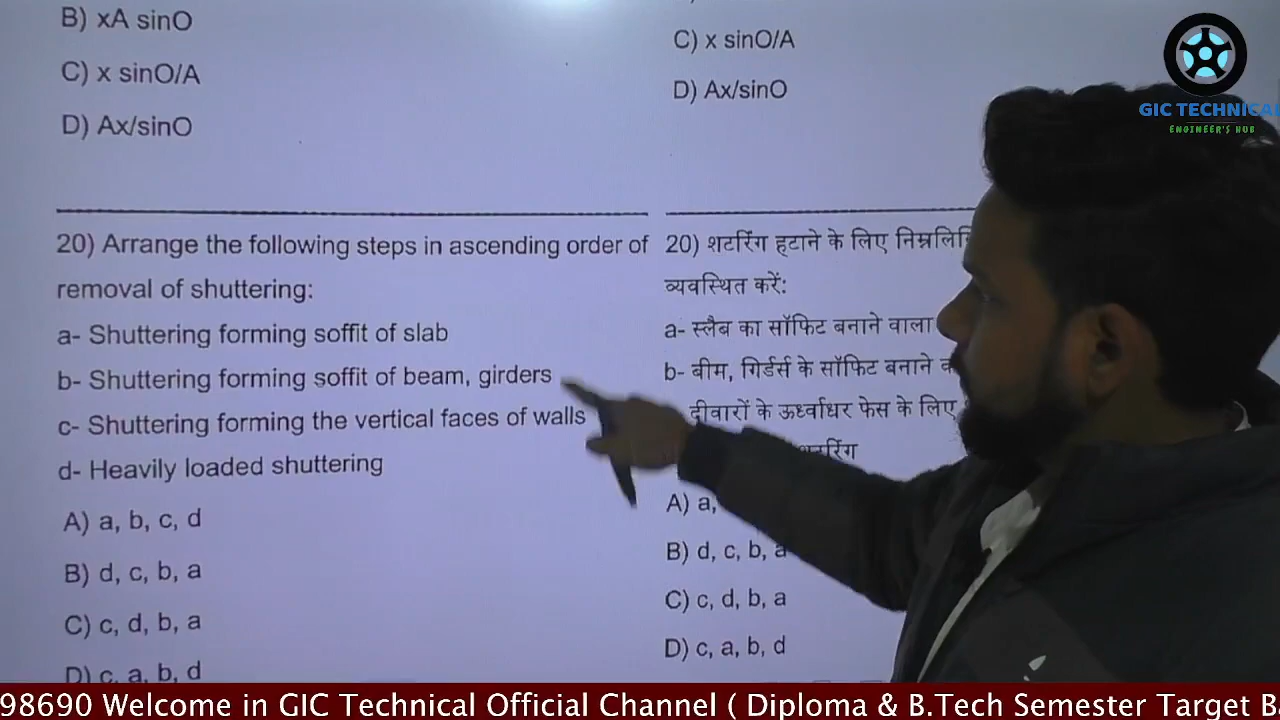 B) xA sinO
C) x sinO/A
D) Ax/sinO
C) x sinO/A
D) Ax/sinO
GIC TECHNICAL
ENGINEER'S HUB
20) Arrange the following steps in ascending order of
removal of shuttering:
a- Shuttering forming soffit of slab
b- Shuttering forming soffit of beam, girders
c- Shuttering forming the vertical faces of walls
d- Heavily loaded shuttering
A) a, b, c, d
B) d, c, b, a
C) c, d, b, a
D) c, a, b, d
20) शटरिंग हटाने के लिए
व्यवस्थित करें:
a- स्लैब का सॉफिट बनाने वाला
b- बीम, गिर्डर्स के सॉफिट बनाने
दीवारों के ऊर्ध्वाधर फेस के लिए
A) a,
B) d, c, b, a
C) c, d, b, a
D) c, a, b, d
98690 Welcome in GIC Technical Official Channel ( Diploma & B.Tech Semester Target